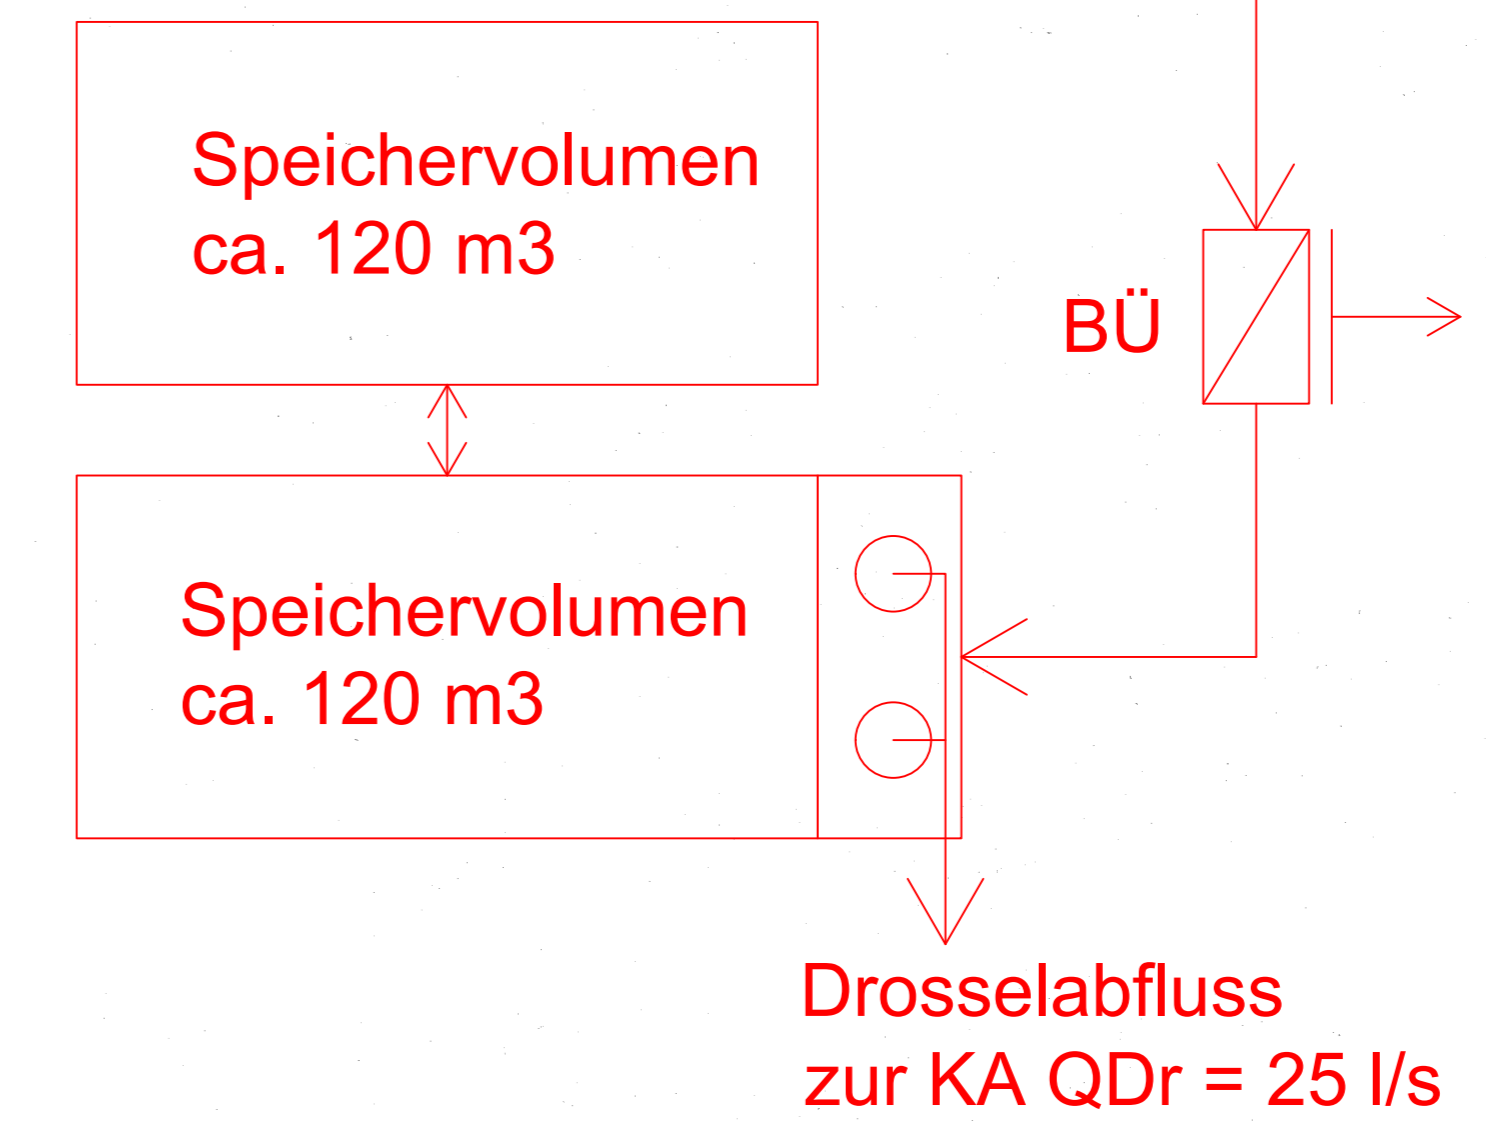 Speichervolumen
ca. 120 m3
BÜ
Speichervolumen
ca. 120 m3
Drosselabfluss
zur KA QDr = 25 l/s